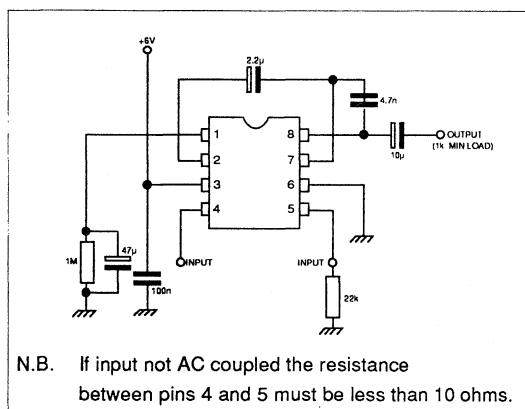 +6V
2.2µ
4.7n
1 8
OUTPUT
(1k MIN LOAD)
10µ
2 7
3 6
4 5
1M
47µ
100n
INPUT
INPUT
22k
N.B. If input not AC coupled the resistance
between pins 4 and 5 must be less than 10 ohms.